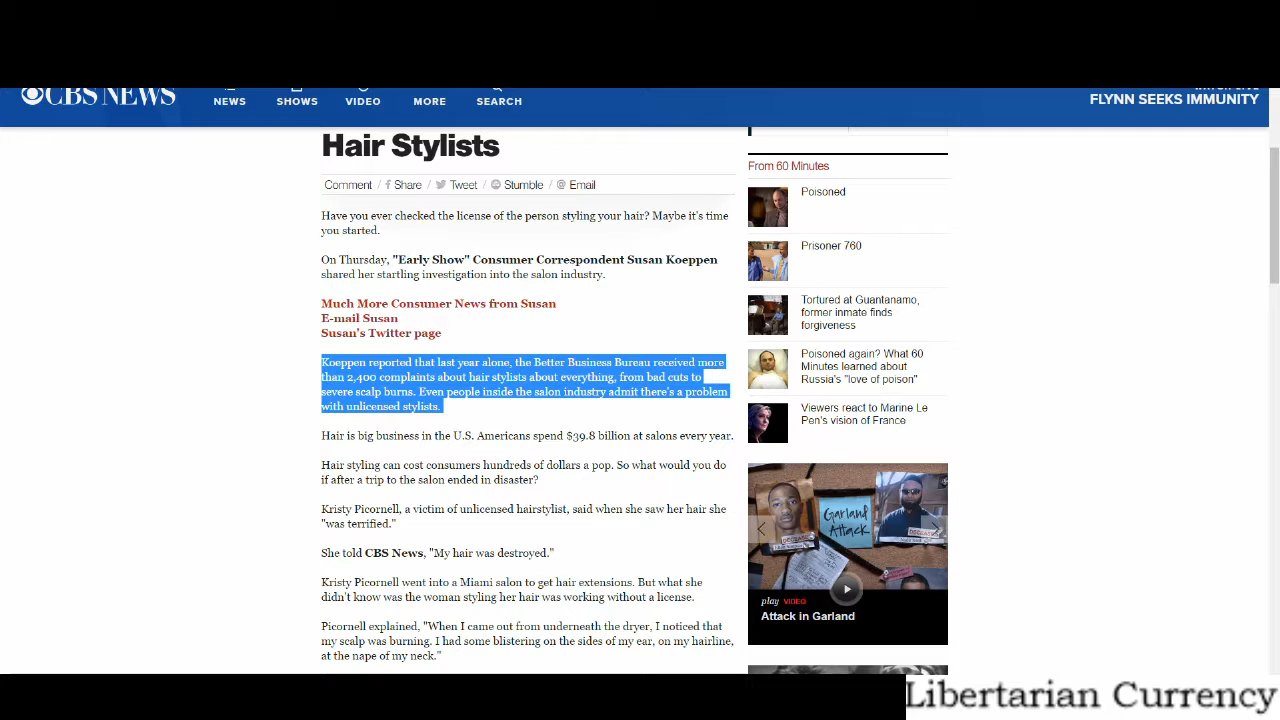 CBS NEWS
NEWS
SHOWS
VIDEO
MORE
SEARCH
FLYNN SEEKS IMMUNITY
Hair Stylists
Comment / Share / Tweet / Stumble / @ Email
Have you ever checked the license of the person styling your hair? Maybe it's time
you started.
On Thursday, "Early Show" Consumer Correspondent Susan Koeppen
shared her startling investigation into the salon industry.
Much More Consumer News from Susan
E-mail Susan
Susan's Twitter page
Koeppen reported that last year alone, the Better Business Bureau received more
than 2,400 complaints about hair stylists about everything, from bad cuts to
severe scalp burns. Even people inside the salon industry admit there's a problem
with unlicensed stylists.
Hair is big business in the U.S. Americans spend $39.8 billion at salons every year.
Hair styling can cost consumers hundreds of dollars a pop. So what would you do
if after a trip to the salon ended in disaster?
Kristy Picornell, a victim of unlicensed hairstylist, said when she saw her hair she
"was terrified."
She told CBS News, "My hair was destroyed."
Kristy Picornell went into a Miami salon to get hair extensions. But what she
didn't know was the woman styling her hair was working without a license.
Picornell explained, "When I came out from underneath the dryer, I noticed that
my scalp was burning. I had some blistering on the sides of my ear, on my hairline,
at the nape of my neck."
From 60 Minutes
Poisoned
Prisoner 760
Tortured at Guantanamo,
former inmate finds
forgiveness
Poisoned again? What 60
Minutes learned about
Russia's "love of poison"
Viewers react to Marine Le
Pen's vision of France
Garland
Attack
play VIDEO
Attack in Garland
Libertarian Currency